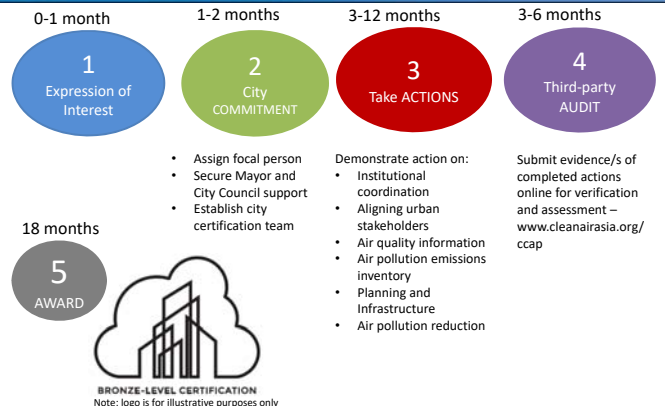 0-1 month
1-2 months
3-12 months
3-6 months
1
Expression of
Interest
2
City
COMMITMENT
3
Take ACTIONS
4
Third-party
AUDIT
• Assign focal person
• Secure Mayor and
City Council support
• Establish city
certification team
Demonstrate action on:
• Institutional
coordination
• Aligning urban
stakeholders
• Air quality information
• Air pollution emissions
inventory
• Planning and
Infrastructure
• Air pollution reduction
Submit evidence/s of
completed actions
online for verification
and assessment –
www.cleanairasia.org/
ccap
18 months
5
AWARD
BRONZE-LEVEL CERTIFICATION
Note: logo is for illustrative purposes only